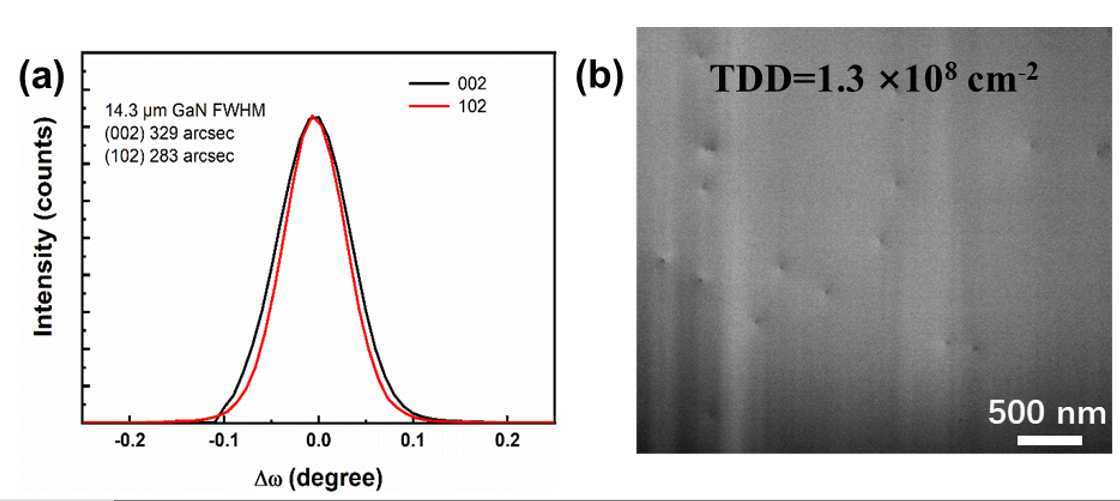 (a)
002
102
14.3 µm GaN FWHM
(002) 329 arcsec
(102) 283 arcsec
Intensity (counts)
-0.2 -0.1 0.0 0.1 0.2
Δω (degree)
(b)
TDD=1.3 ×10⁸ cm⁻²
500 nm